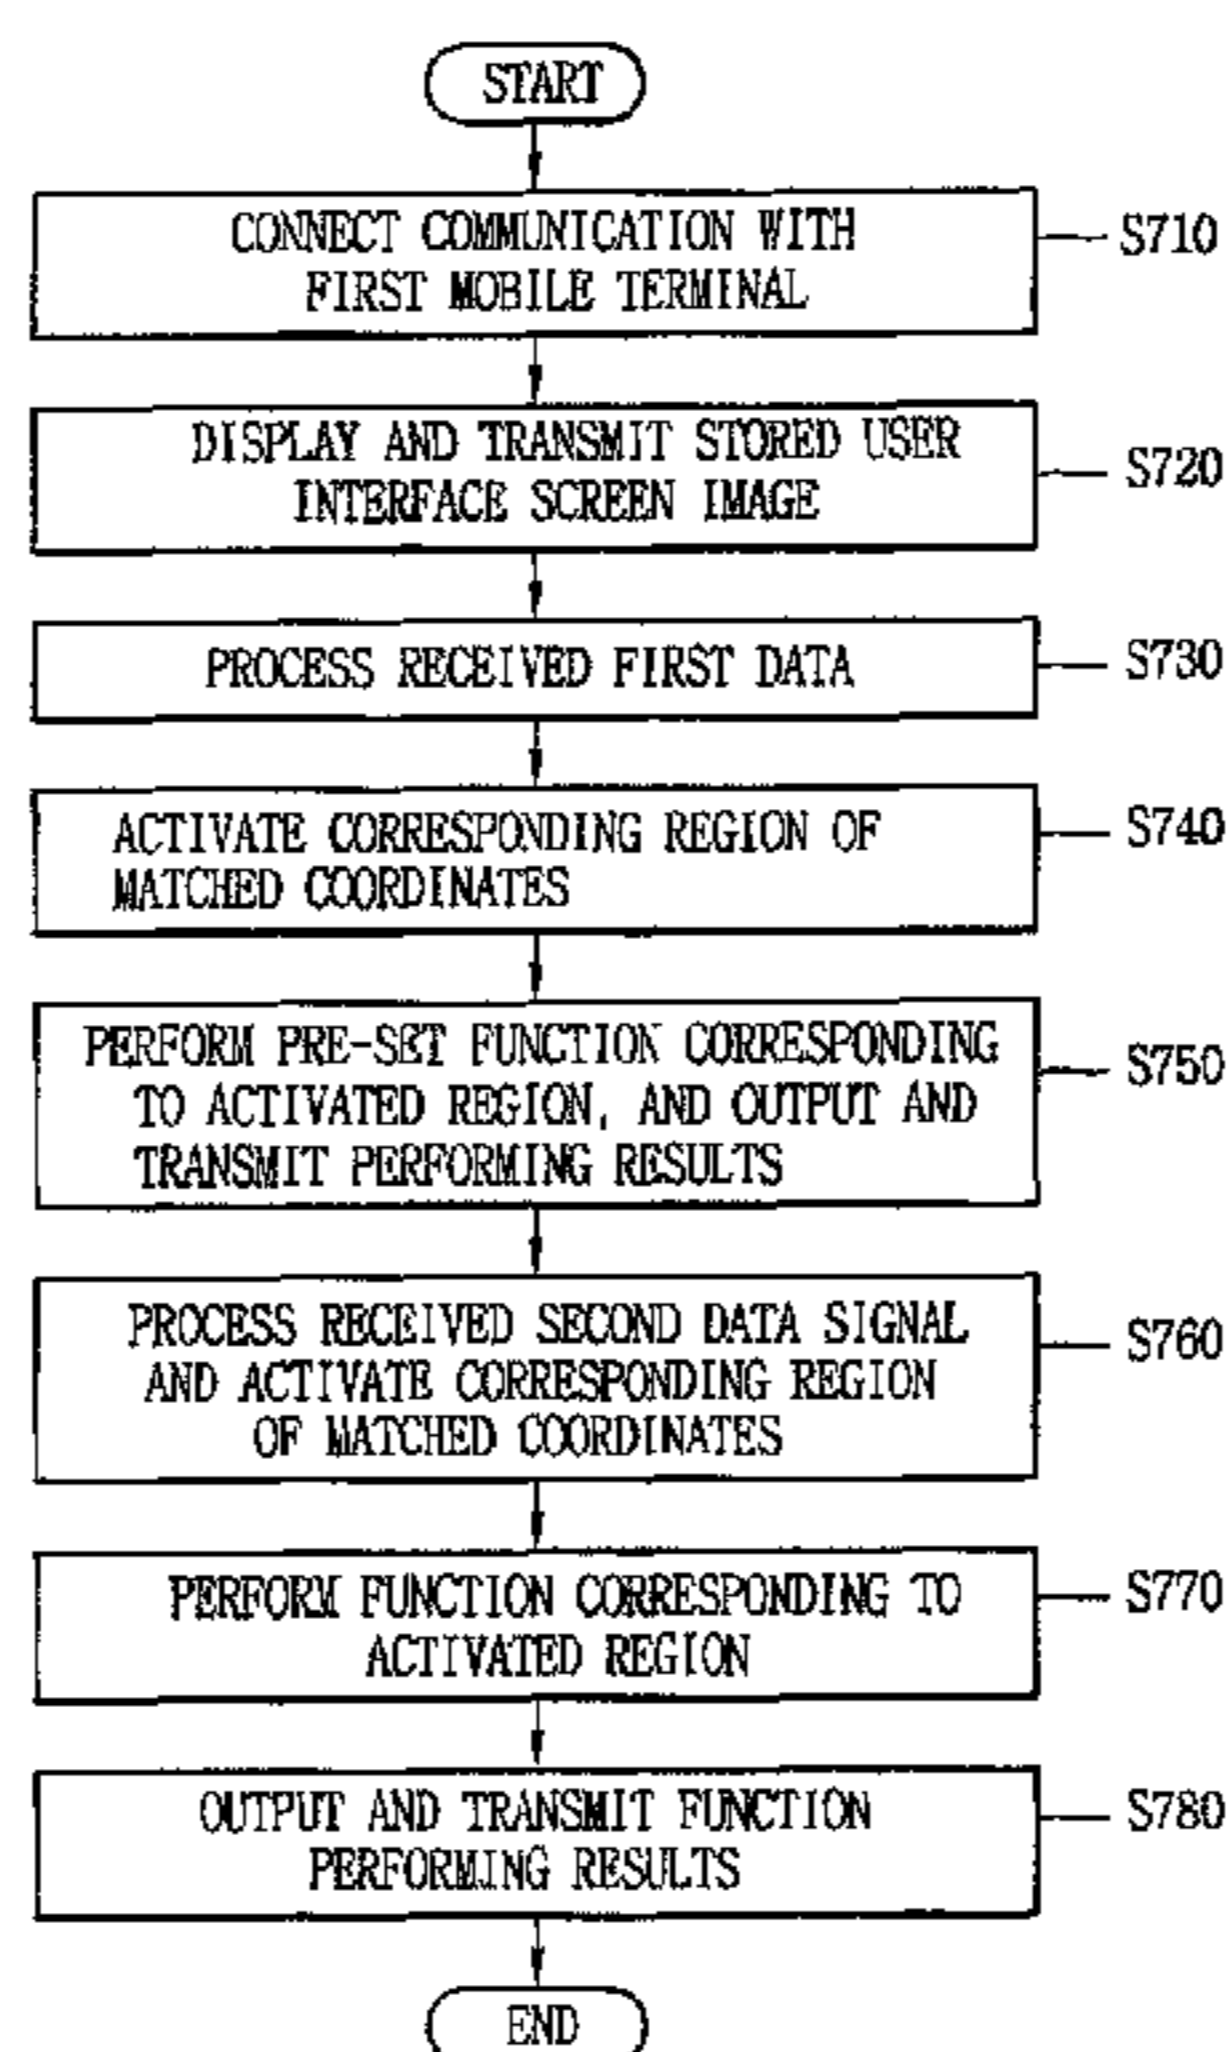 START
CONNECT COMMUNICATION WITH
FIRST MOBILE TERMINAL
S710
DISPLAY AND TRANSMIT STORED USER
INTERFACE SCREEN IMAGE
S720
PROCESS RECEIVED FIRST DATA
S730
ACTIVATE CORRESPONDING REGION OF
MATCHED COORDINATES
S740
PERFORM PRE-SET FUNCTION CORRESPONDING
TO ACTIVATED REGION, AND OUTPUT AND
TRANSMIT PERFORMING RESULTS
S750
PROCESS RECEIVED SECOND DATA SIGNAL
AND ACTIVATE CORRESPONDING REGION
OF MATCHED COORDINATES
S760
PERFORM FUNCTION CORRESPONDING TO
ACTIVATED REGION
S770
OUTPUT AND TRANSMIT FUNCTION
PERFORMING RESULTS
S780
END